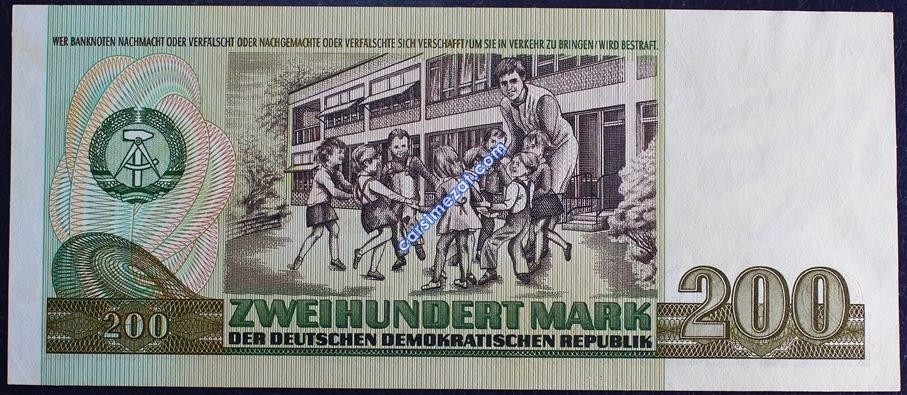 WER BANKNOTEN NACHMACHT ODER VERFÄLSCHT ODER NACHGEMACHTE ODER VERFÄLSCHTE SICH VERSCHAFFT/UM SIE IN VERKEHR ZU BRINGEN/WIRD BESTRAFT.
carsimezat.com
200
ZWEIHUNDERT MARK
DER DEUTSCHEN DEMOKRATISCHEN REPUBLIK
200